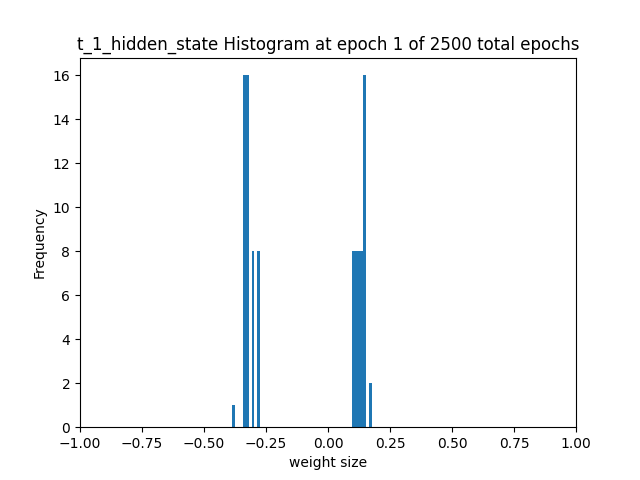 t_1_hidden_state Histogram at epoch 1 of 2500 total epochs
16
14
12
10
8
6
4
2
0
Frequency
−1.00 −0.75 −0.50 −0.25 0.00 0.25 0.50 0.75 1.00
weight size